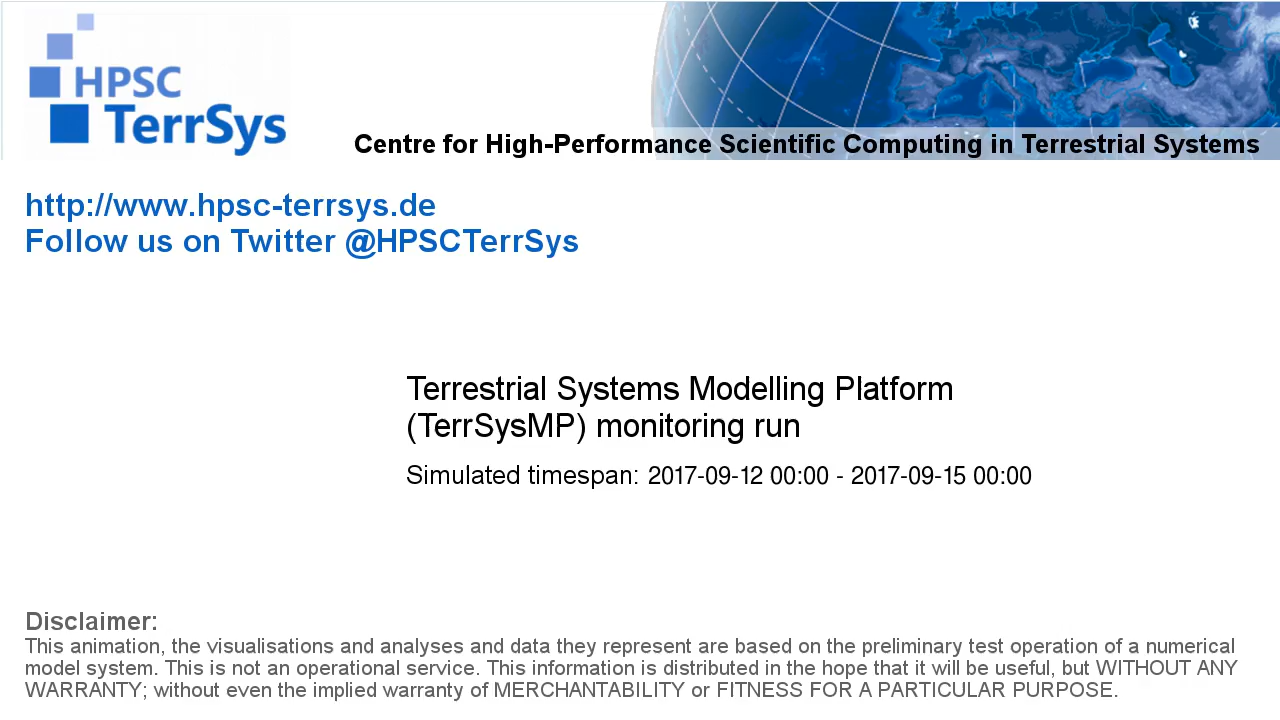 HPSC
TerrSys
Centre for High-Performance Scientific Computing in Terrestrial Systems
http://www.hpsc-terrsys.de
Follow us on Twitter @HPSCTerrSys
Terrestrial Systems Modelling Platform
(TerrSysMP) monitoring run
Simulated timespan: 2017-09-12 00:00 - 2017-09-15 00:00
Disclaimer:
This animation, the visualisations and analyses and data they represent are based on the preliminary test operation of a numerical
model system. This is not an operational service. This information is distributed in the hope that it will be useful, but WITHOUT ANY
WARRANTY; without even the implied warranty of MERCHANTABILITY or FITNESS FOR A PARTICULAR PURPOSE.